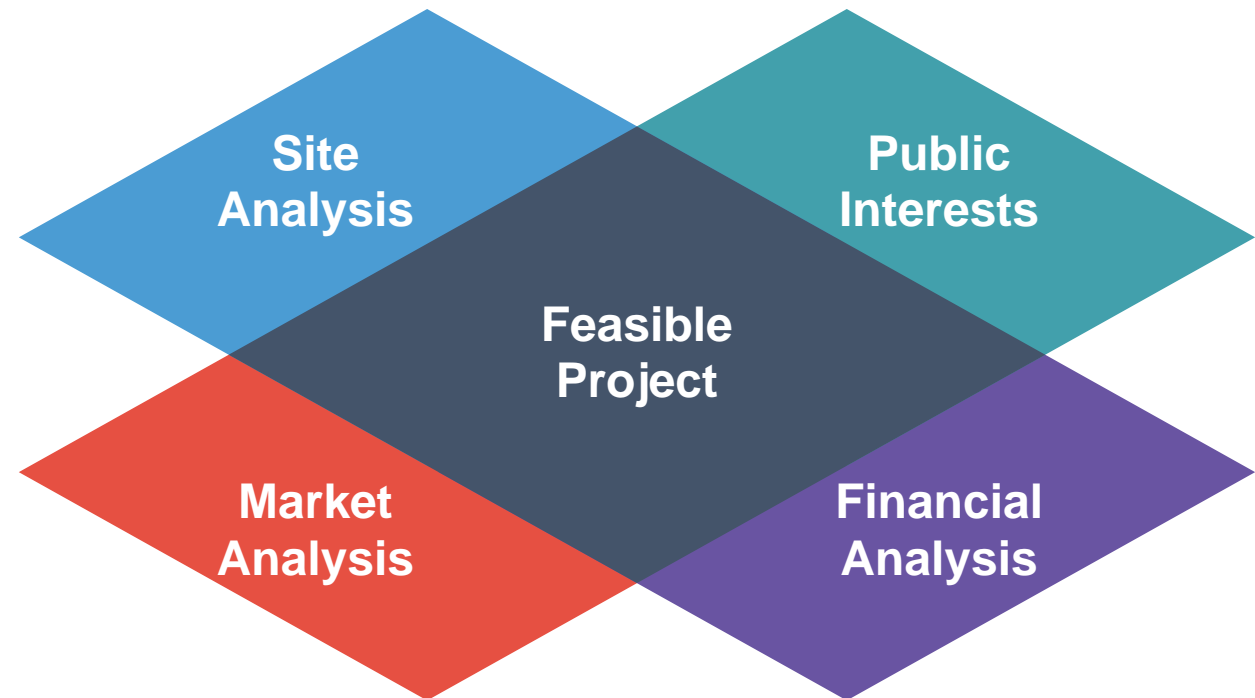 Site
Analysis
Public
Interests
Feasible
Project
Market
Analysis
Financial
Analysis